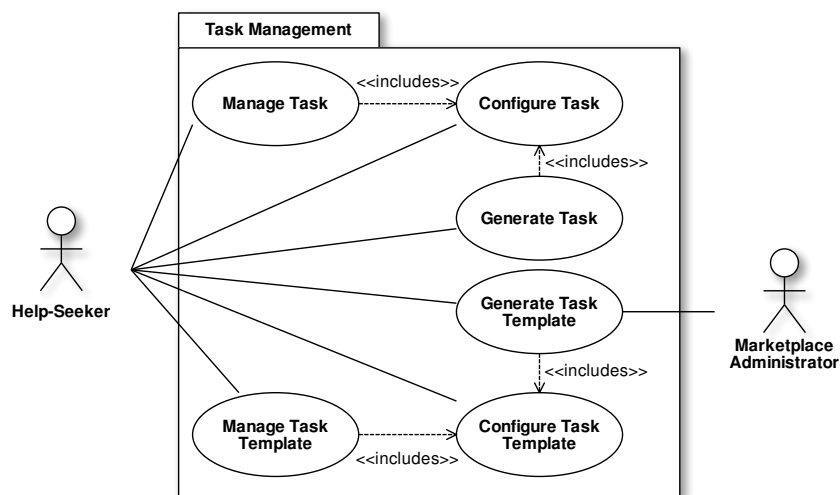 Task Management
<<includes>>
Manage Task
Configure Task
<<includes>>
Generate Task
Help-Seeker
Generate Task
Template
Marketplace
Administrator
<<includes>>
Manage Task
Template
Configure Task
Template
<<includes>>